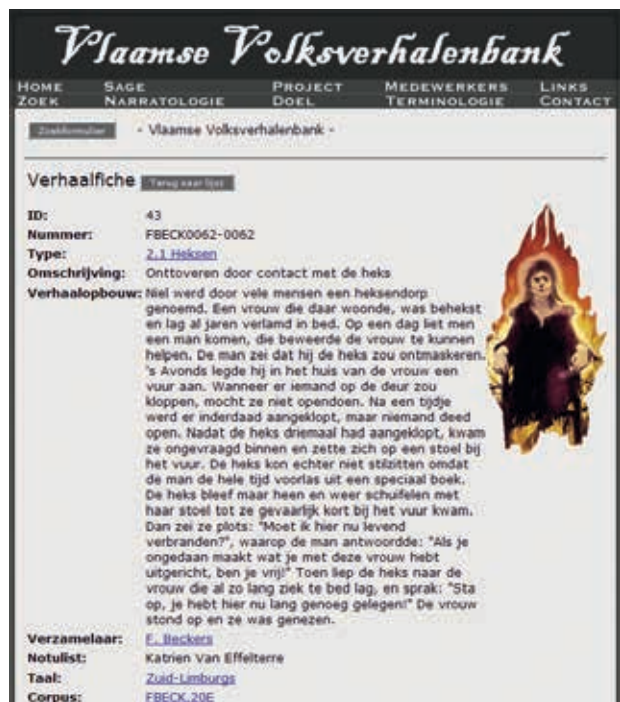 Vlaamse Volksverhalenbank
Home Sage Project Medewerkers Links
Zoek Narratologie Doel Terminologie Contact
Zoekformulier - Vlaamse Volksverhalenbank -
Verhaalfiche Terug naar lijst
ID: 43
Nummer: FBECK0062-0062
Type: 2.1 Heksen
Omschrijving: Onttoveren door contact met de heks
Verhaalopbouw: Niel werd door vele mensen een heksendorp
genoemd. Een vrouw die daar woonde, was behekst
en lag al jaren verlamd in bed. Op een dag liet men
een man komen, die beweerde de vrouw te kunnen
helpen. De man zei dat hij de heks zou ontmaskeren.
's Avonds legde hij in het huis van de vrouw een
vuur aan. Wanneer er iemand op de deur zou
kloppen, mocht ze niet opendoen. Na een tijdje
werd er inderdaad aangeklopt, maar niemand deed
open. Nadat de heks driemaal had aangeklopt, kwam
ze ongevraagd binnen en zette zich op een stoel bij
het vuur. De heks kon echter niet stilzitten omdat
de man de hele tijd voorlas uit een speciaal boek.
De heks bleef maar heen en weer schuifelen met
haar stoel tot ze gevaarlijk kort bij het vuur kwam.
Dan zei ze plots: "Moet ik hier nu levend
verbranden?", waarop de man antwoordde: "Als je
ongedaan maakt wat je met deze vrouw hebt
uitgericht, ben je vrij!" Toen liep de heks naar de
vrouw die al zo lang ziek te bed lag, en sprak: "Sta
op, je hebt hier nu lang genoeg gelegen!" De vrouw
stond op en ze was genezen.
Verzamelaar: F. Beckers
Notulist: Katrien Van Effelterre
Taal: Zuid-Limburgs
Corpus: FBECK.20E